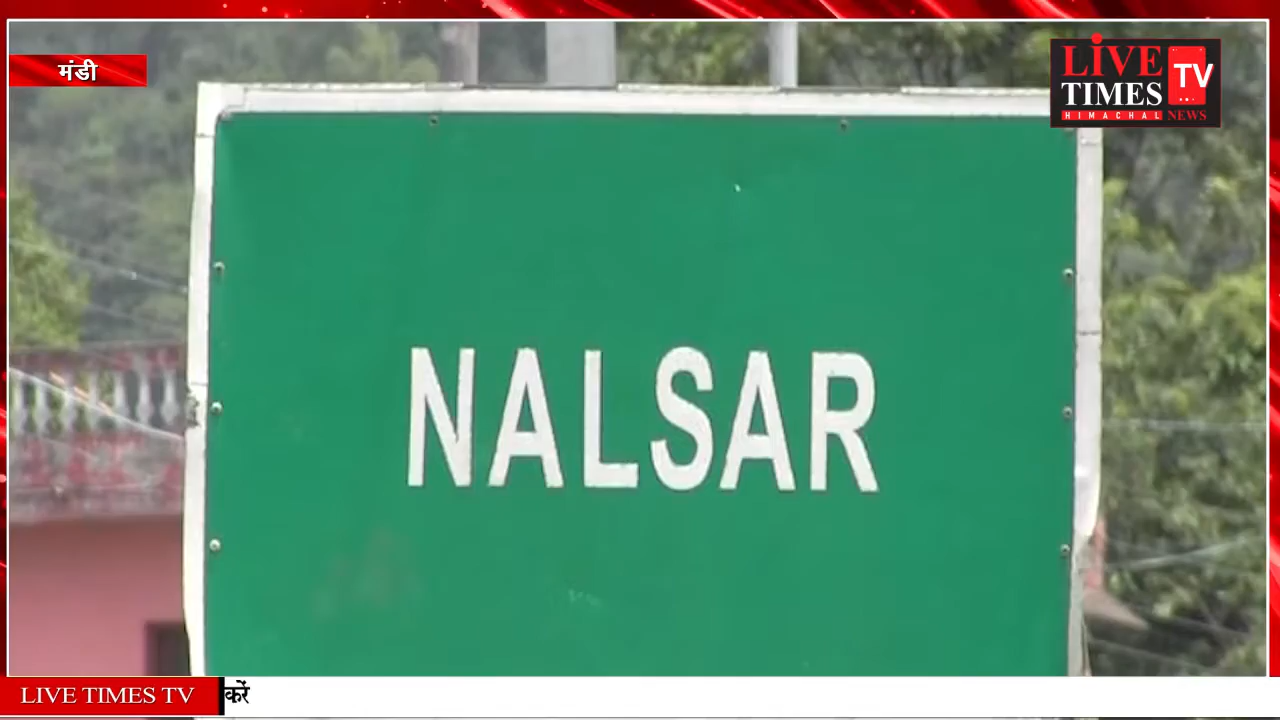 मंडी
LiVE
TIMES
TV
HIMACHAL NEWS
NALSAR
LIVE TIMES TV
करें